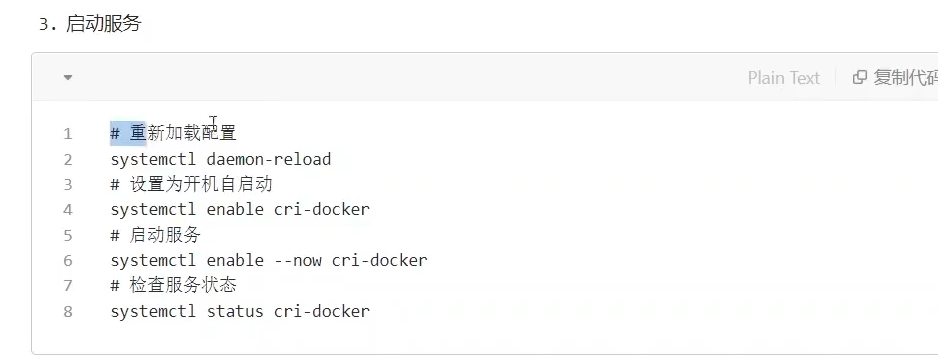 3. 启动服务
Plain Text 复制代码
1 # 重新加载配置
2 systemctl daemon-reload
3 # 设置为开机自启动
4 systemctl enable cri-docker
5 # 启动服务
6 systemctl enable --now cri-docker
7 # 检查服务状态
8 systemctl status cri-docker